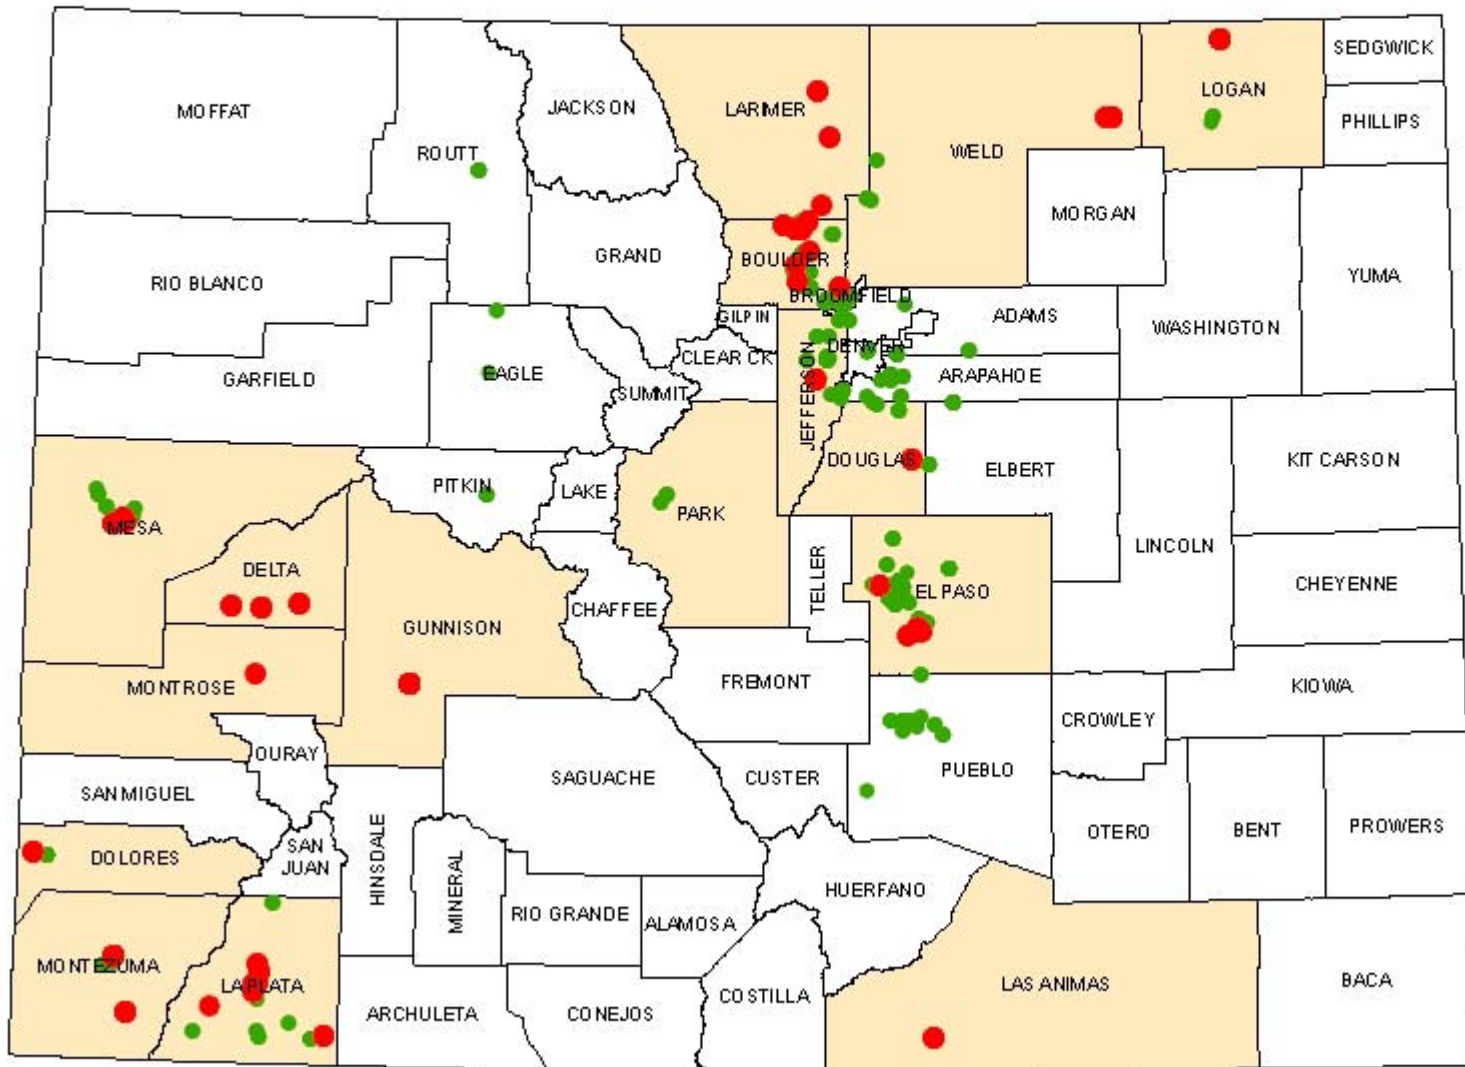 SEDGWICK
MOFFAT
JACKSON
LARIMER
LOGAN
PHILLIPS
ROUTT
WELD
MORGAN
RIO BLANCO
GRAND
BOULDER
YUMA
BROOMFIELD
GILPIN
ADAMS
WASHINGTON
CLEAR CK
DENVER
GARFIELD
EAGLE
SUMMIT
ARAPAHOE
JEFFERSON
DOUGLAS
ELBERT
KIT CARSON
PITKIN
LAKE
PARK
MESA
LINCOLN
DELTA
TELLER
EL PASO
CHEYENNE
CHAFFEE
GUNNISON
MONTROSE
FREMONT
KIOWA
CROWLEY
OURAY
SAGUACHE
CUSTER
PUEBLO
SAN MIGUEL
OTERO
BENT
PROWERS
DOLORES
SAN
JUAN
HINSDALE
MINERAL
HUERFANO
RIO GRANDE
ALAMOSA
MONTEZUMA
LA PLATA
LAS ANIMAS
BACA
ARCHULETA
CONEJOS
COSTILLA